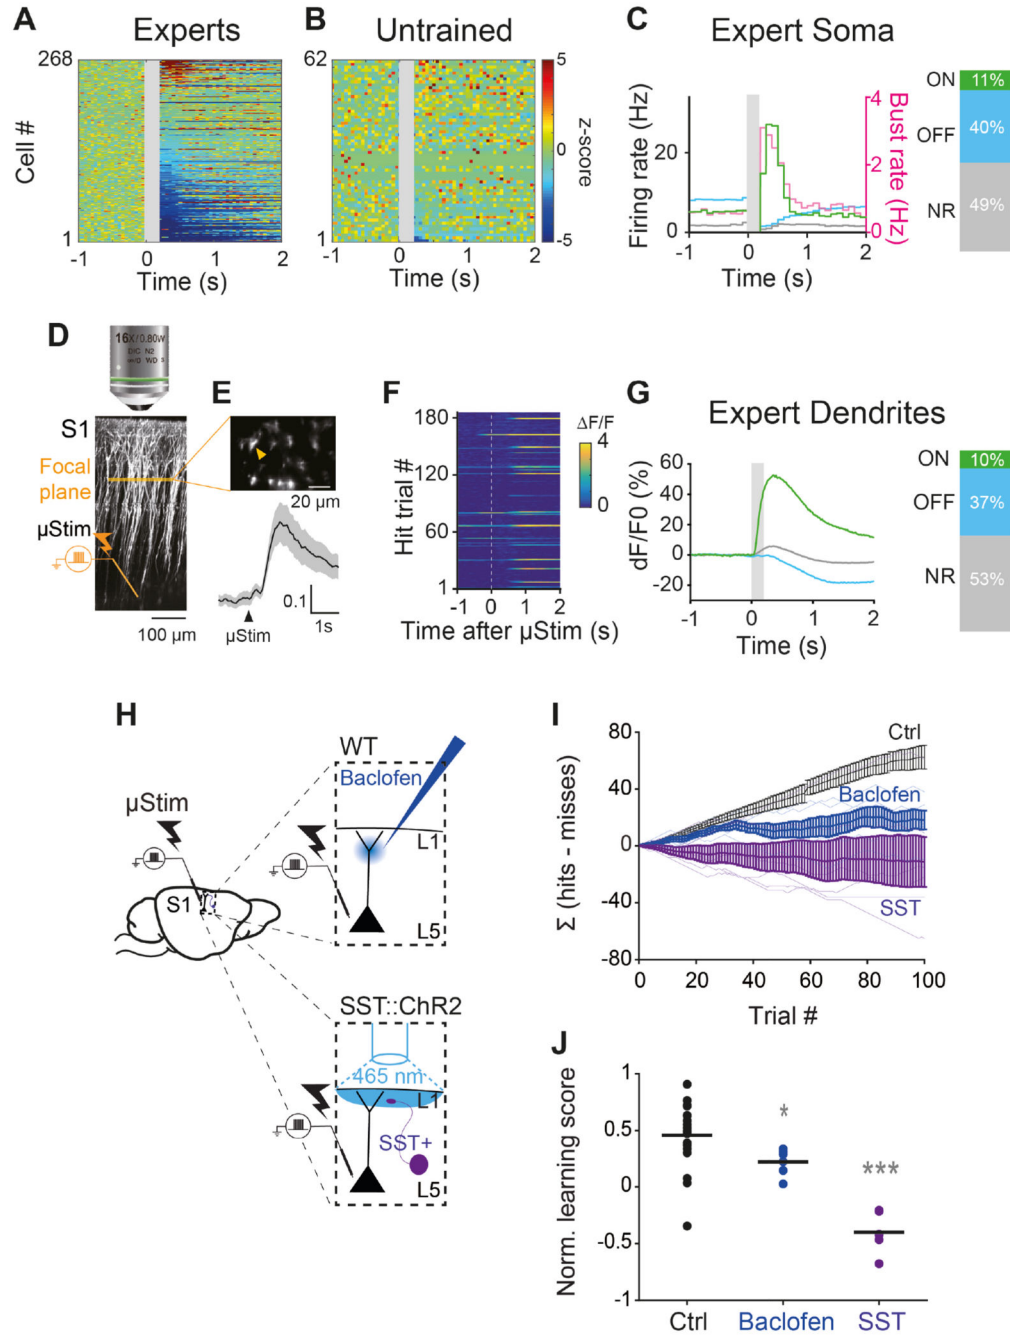 A Experts
268
Cell #
1
-1 0 1 2
Time (s)
B Untrained
62
1
-1 0 1 2
Time (s)
5
0
-5
z-score
C Expert Soma
Firing rate (Hz)
20
0
-1 0 1 2
Time (s)
4
2
0
Bust rate (Hz)
ON 11%
OFF 40%
NR 49%
D
16X/0.80W
DIC N2
S1
Focal
plane
µStim
100 µm
E
20 µm
0.1
1s
µStim
F
Hit trial #
180
120
60
1
-1 0 1 2
Time after µStim (s)
ΔF/F
4
0
G Expert Dendrites
dF/F0 (%)
60
40
20
0
-20
-1 0 1 2
Time (s)
ON 10%
OFF 37%
NR 53%
H
µStim
S1
WT
Baclofen
L1
L5
SST::ChR2
465 nm
L1
SST+
L5
I
Σ (hits - misses)
80
40
0
-40
-80
Ctrl
Baclofen
SST
0 20 40 60 80 100
Trial #
J
Norm. learning score
1
0.5
0
-0.5
-1
*
***
Ctrl Baclofen SST